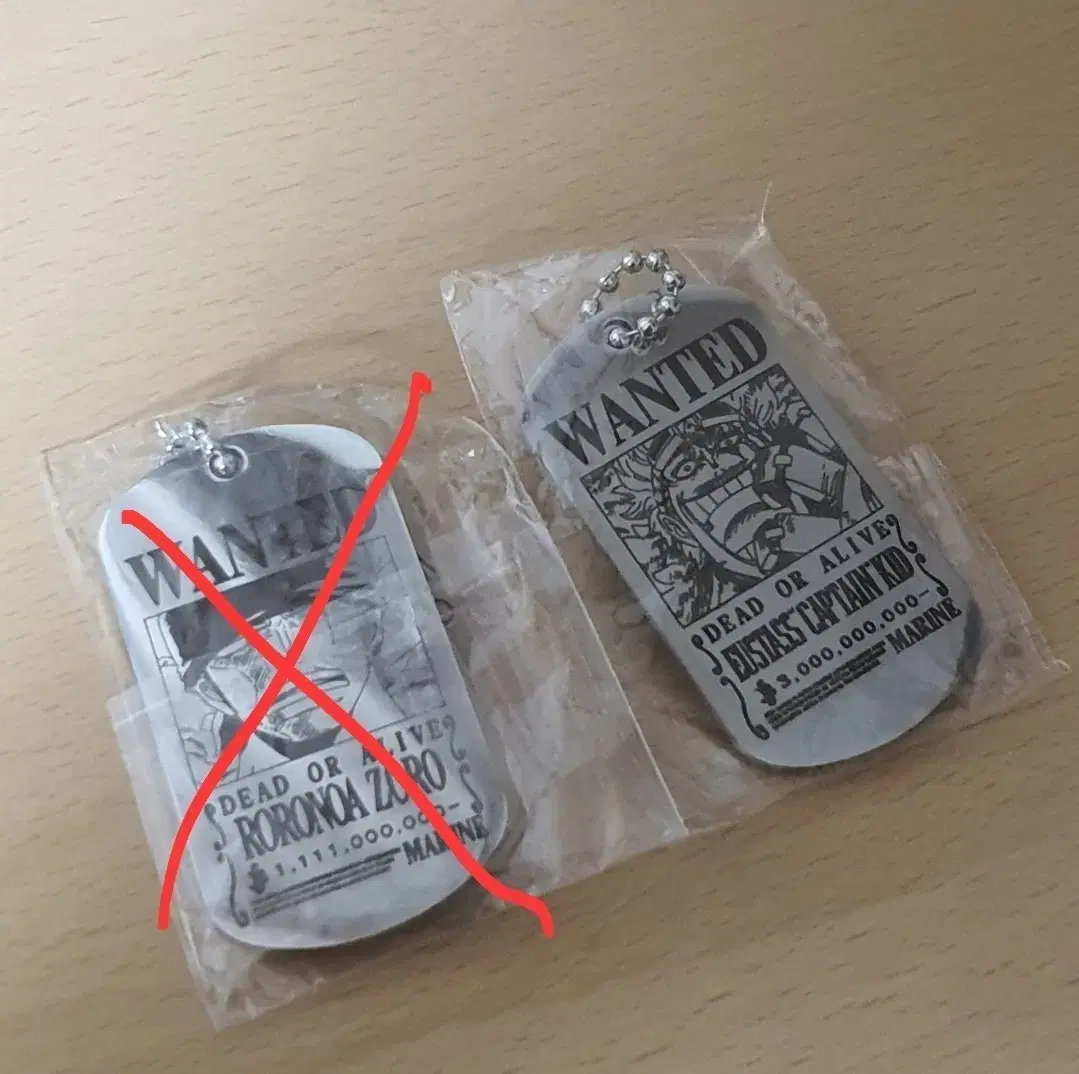 WANTED
DEAD OR ALIVE
RORONOA ZORO
1,111,000,000-
MARINE
WANTED
DEAD OR ALIVE
EUSTASS"CAPTAIN"KID
3,000,000,000-
MARINE